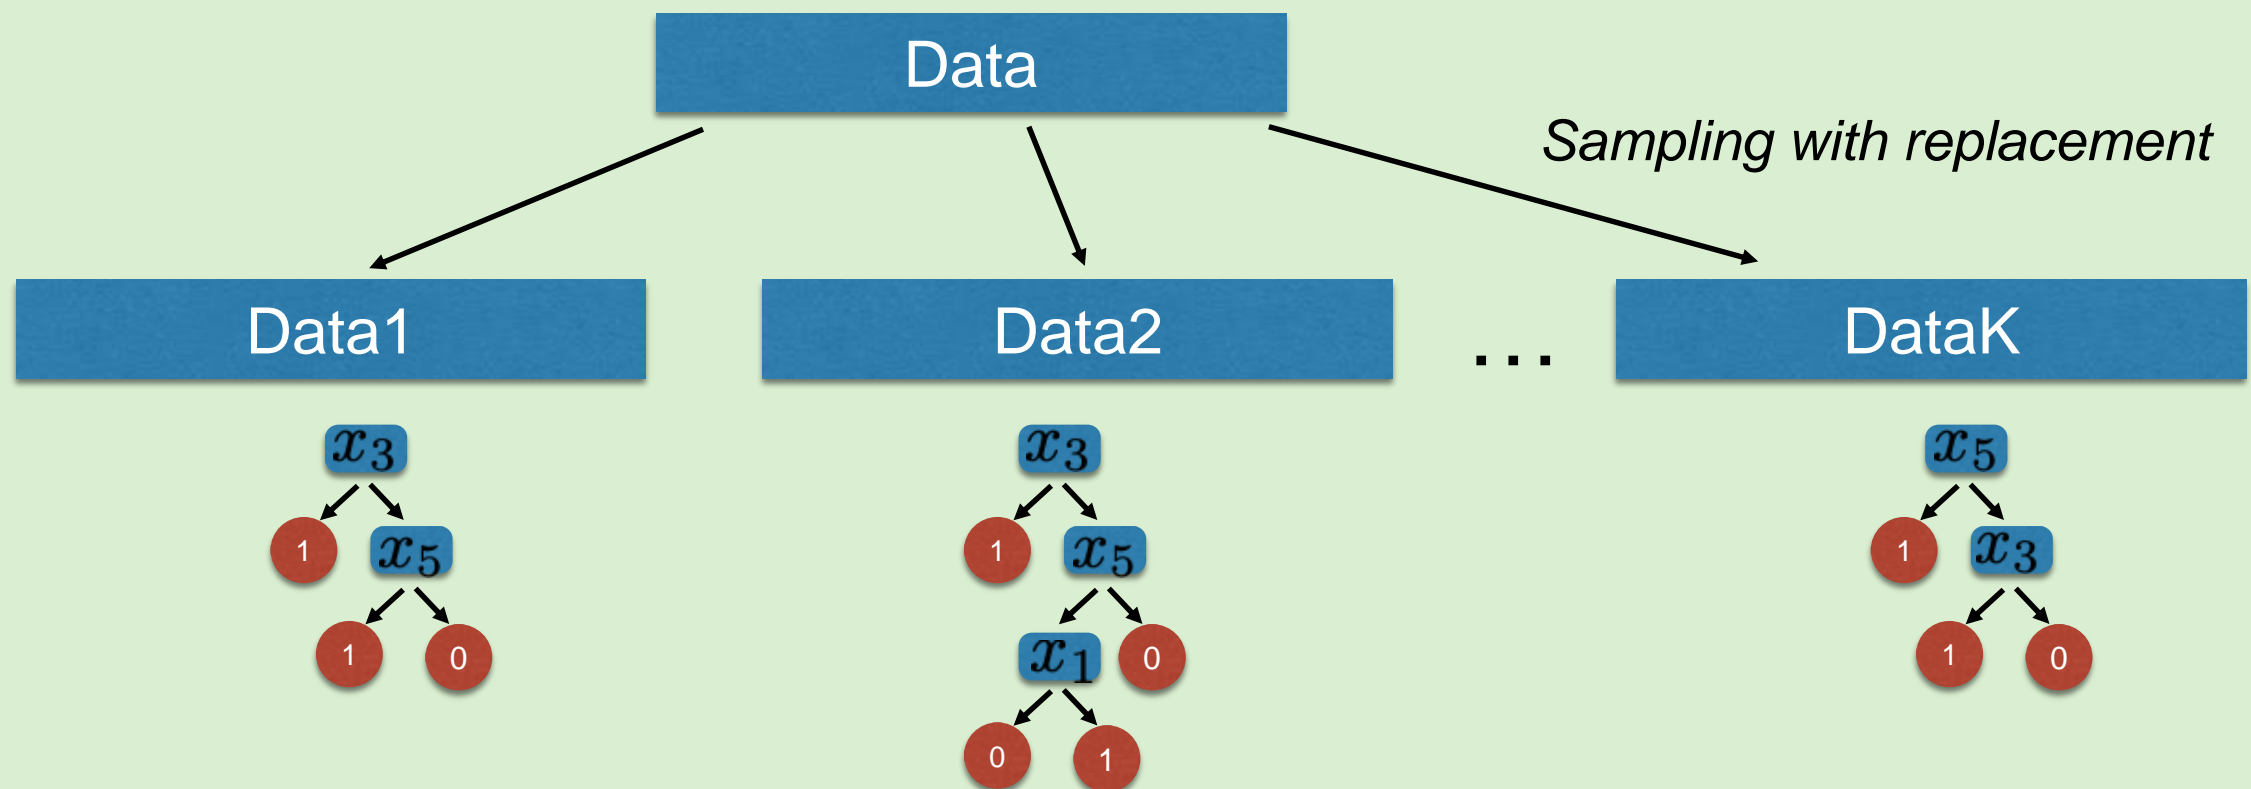 Data
Sampling with replacement
Data1 Data2 ... DataK
x₃ x₃ x₅
1 x₅ 1 x₅ 1 x₃
1 0 x₁ 0 1 0
0 1